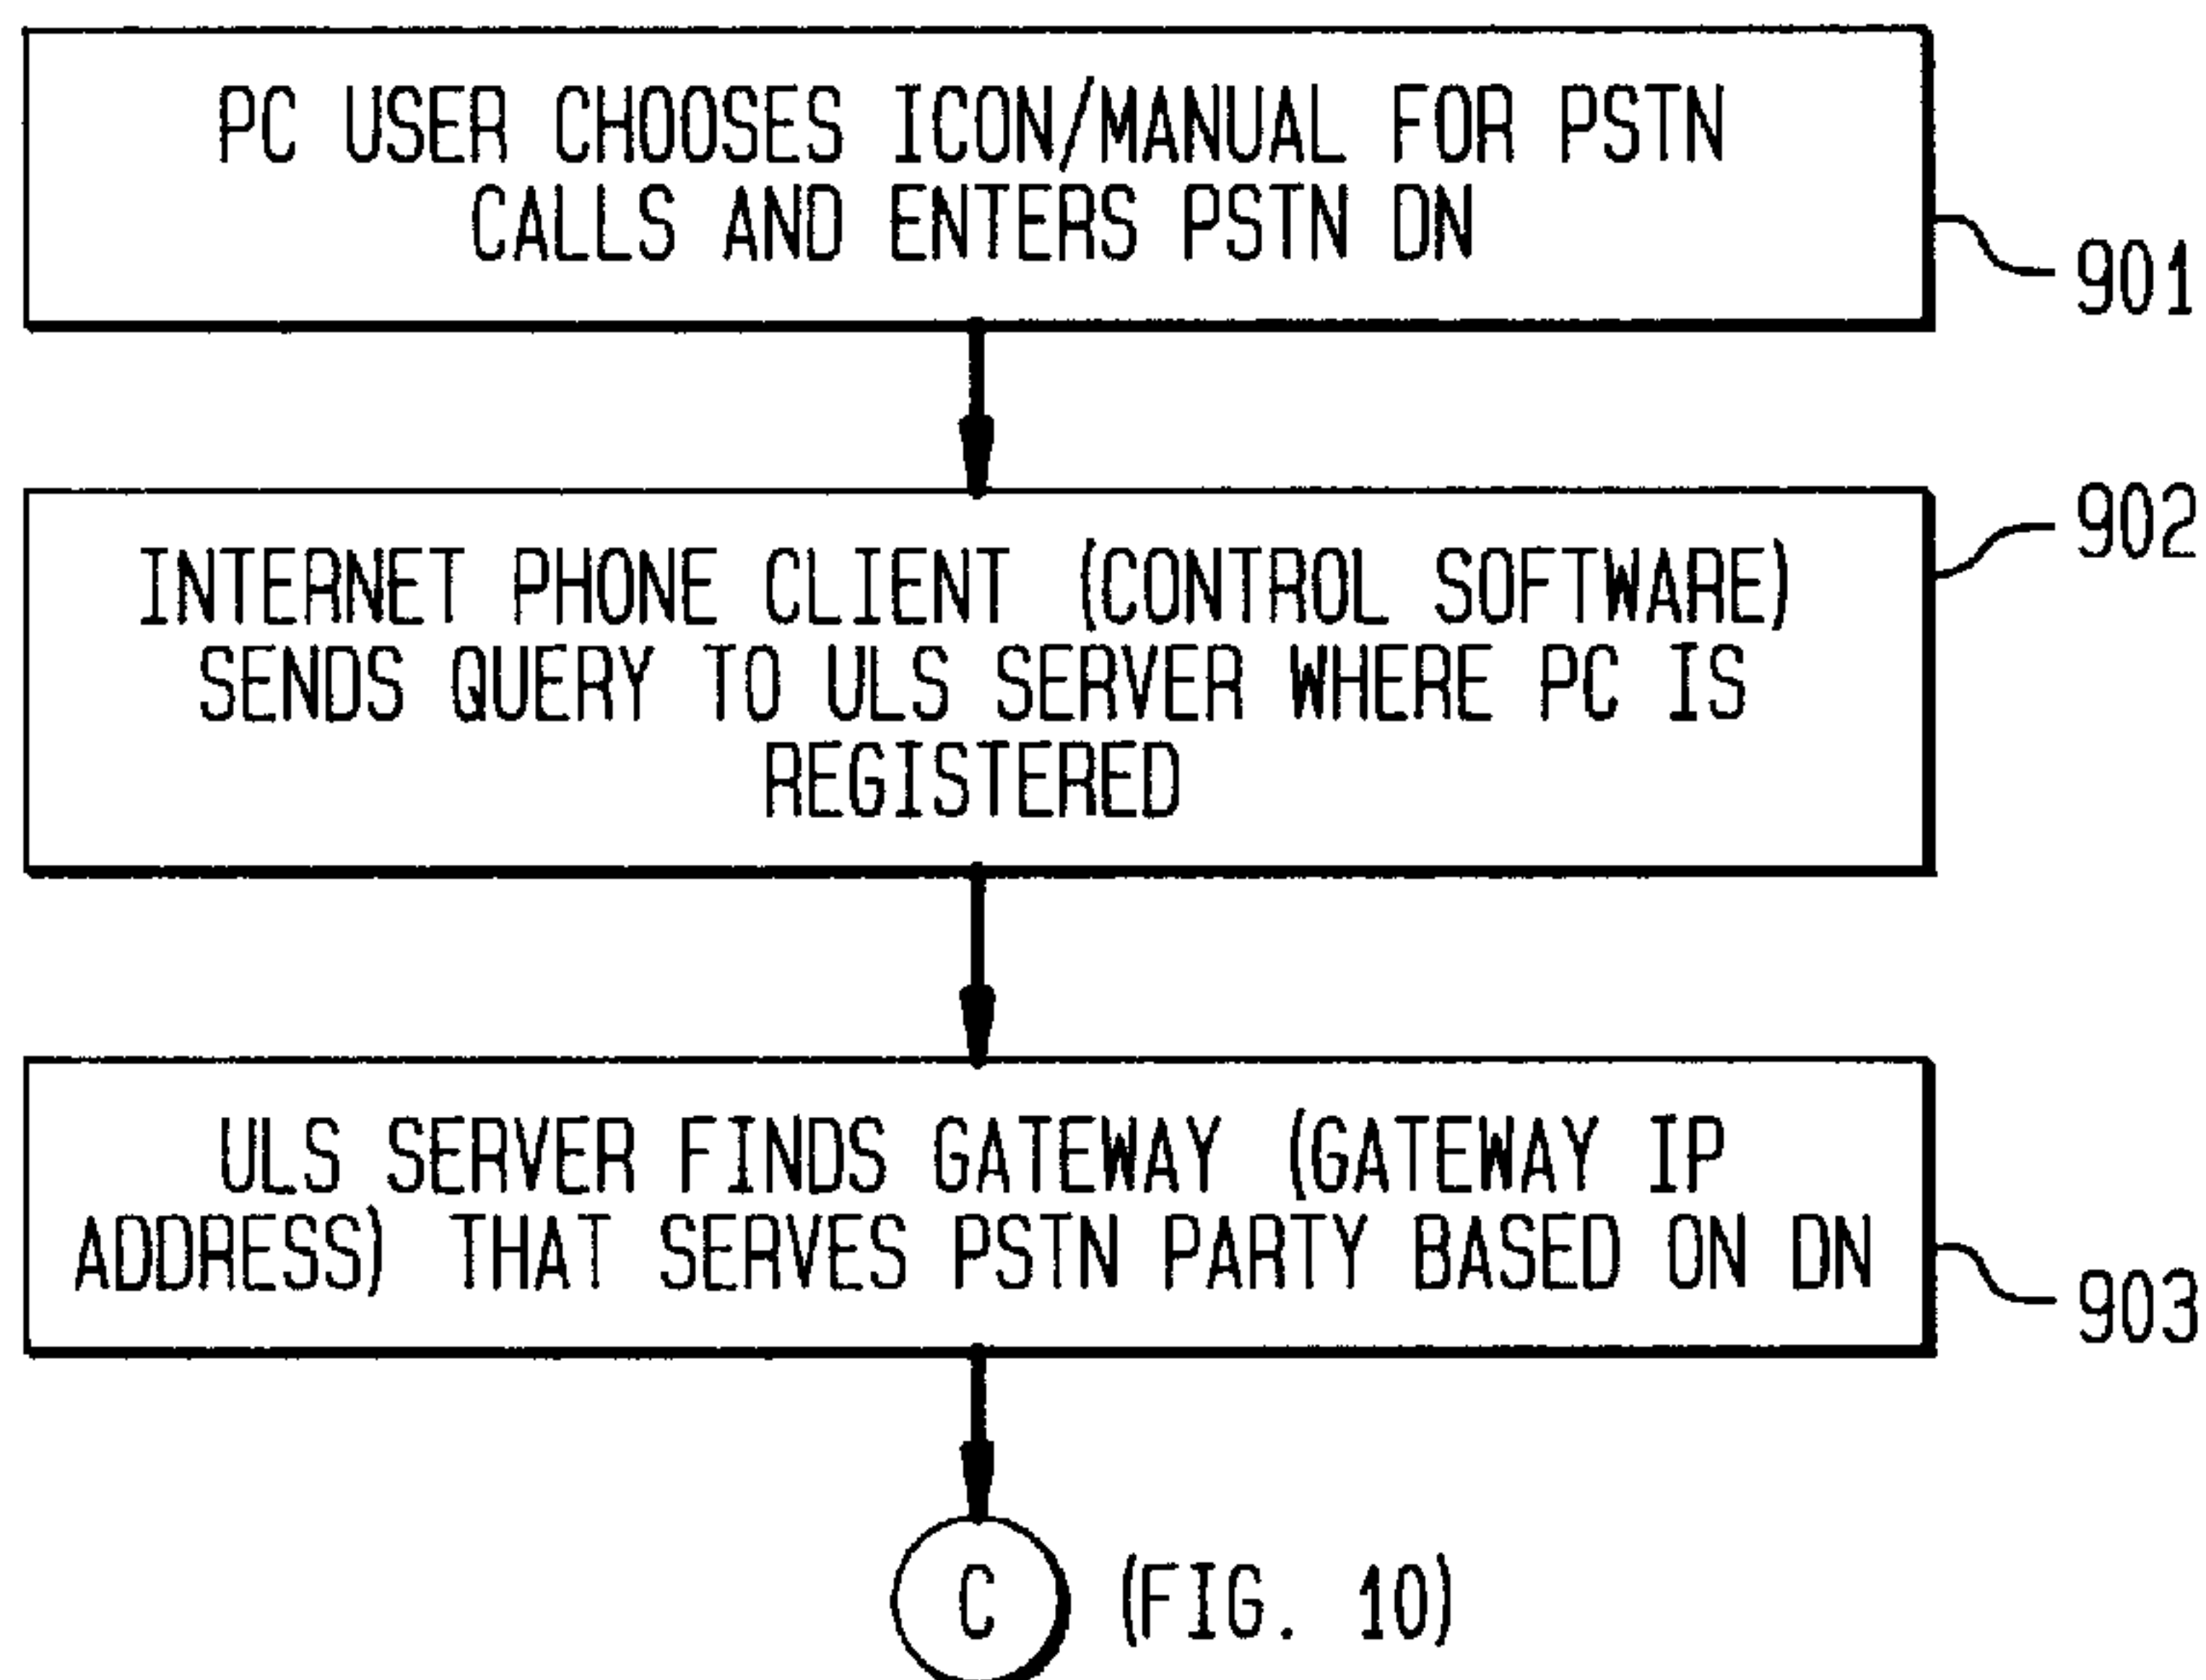 PC USER CHOOSES ICON/MANUAL FOR PSTN
CALLS AND ENTERS PSTN DN
901
902
INTERNET PHONE CLIENT (CONTROL SOFTWARE)
SENDS QUERY TO ULS SERVER WHERE PC IS
REGISTERED
ULS SERVER FINDS GATEWAY (GATEWAY IP
ADDRESS) THAT SERVES PSTN PARTY BASED ON DN
903
C (FIG. 10)